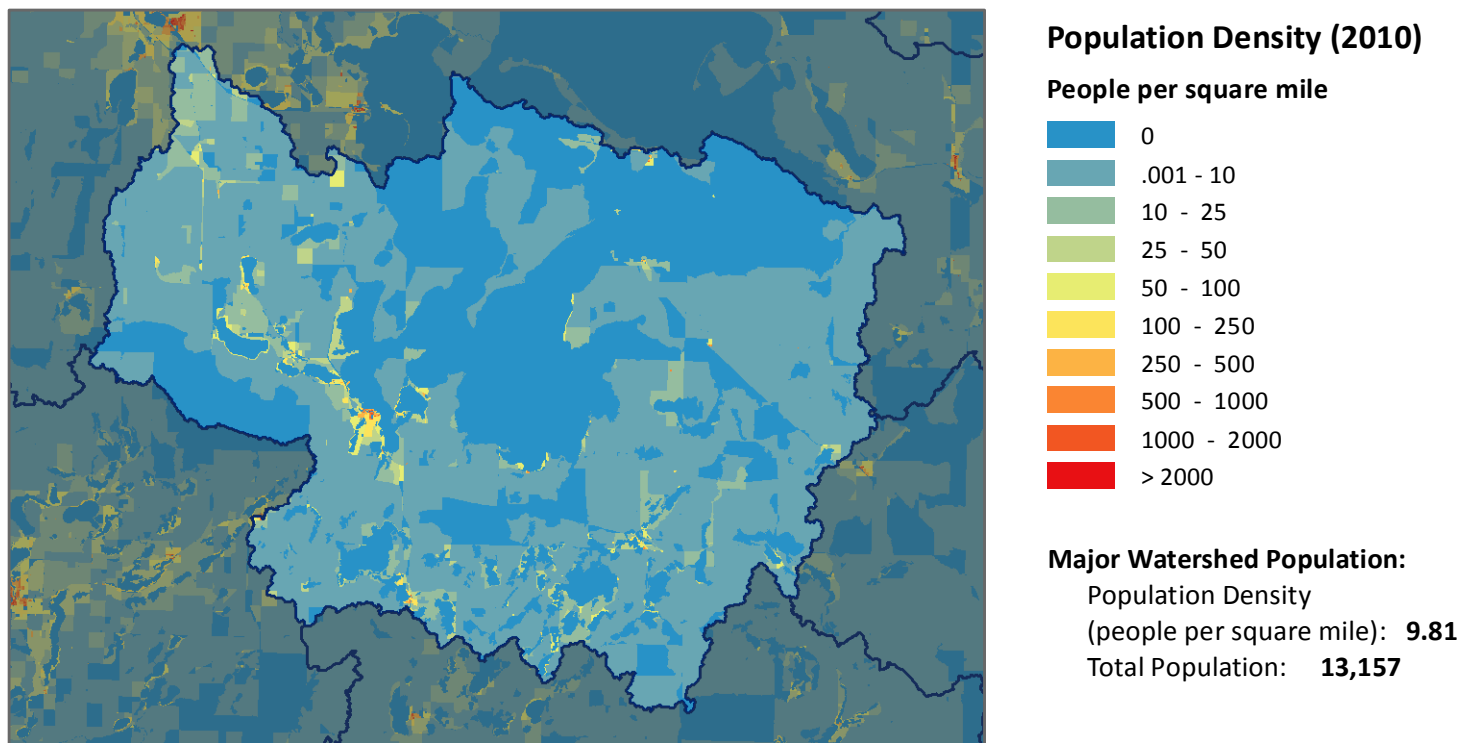 Population Density (2010)
People per square mile
0
.001 - 10
10 - 25
25 - 50
50 - 100
100 - 250
250 - 500
500 - 1000
1000 - 2000
> 2000
Major Watershed Population:
Population Density
(people per square mile): 9.81
Total Population: 13,157